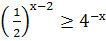 (1/2)^{x−2} ≥ 4^{−x}